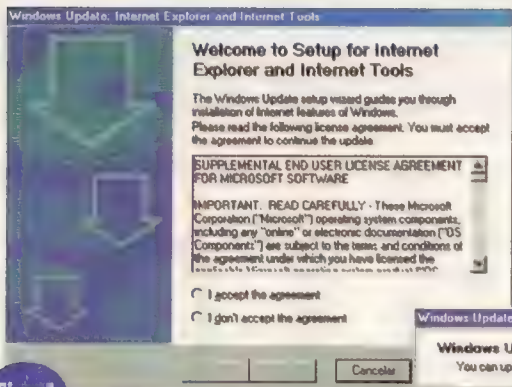 Windows Update: Internet Explorer and Internet Tools
Welcome to Setup for Internet
Explorer and Internet Tools
The Windows Update setup wizard guides you through
installation of Internet features of Windows.
Please read the following license agreement. You must accept
the agreement to continue the update.
SUPPLEMENTAL END USER LICENSE AGREEMENT
FOR MICROSOFT SOFTWARE
IMPORTANT. READ CAREFULLY - These Microsoft
Corporation ("Microsoft") operating system components,
including any "online" or electronic documentation ("OS
Components") are subject to the terms and conditions of
the agreement under which you have licensed the
I accept the agreement
I don't accept the agreement
Cancelar
Windows Update
Windows U
You can up